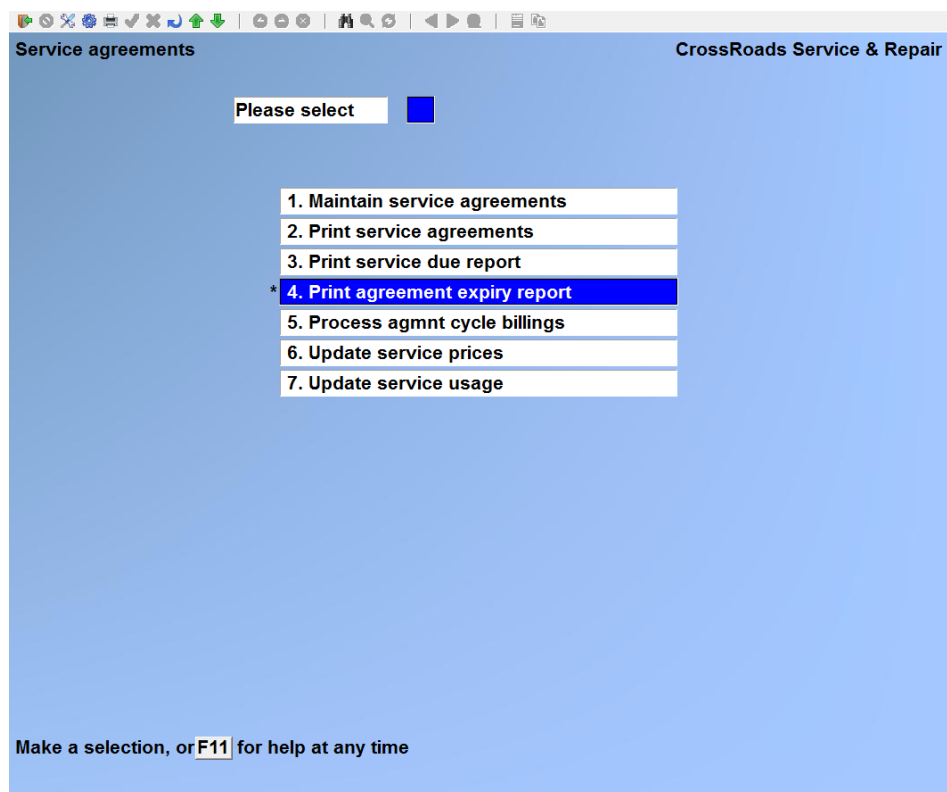 Service agreements CrossRoads Service & Repair
Please select
1. Maintain service agreements
2. Print service agreements
3. Print service due report
* 4. Print agreement expiry report
5. Process agmnt cycle billings
6. Update service prices
7. Update service usage
Make a selection, or F11 for help at any time